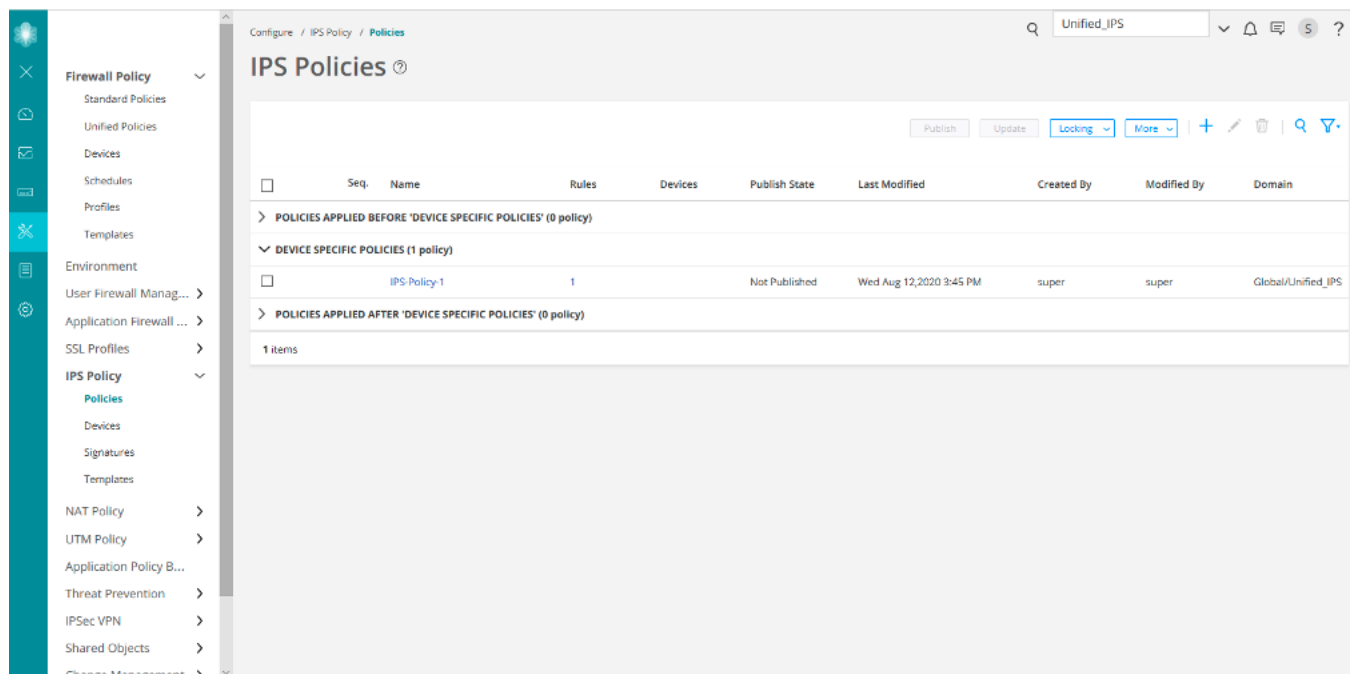 Configure / IPS Policy / Policies
Unified_IPS
S
?
IPS Policies ?
Firewall Policy
Standard Policies
Unified Policies
Devices
Schedules
Profiles
Templates
Environment
User Firewall Manag...
Application Firewall ...
SSL Profiles
IPS Policy
Policies
Devices
Signatures
Templates
NAT Policy
UTM Policy
Application Policy B...
Threat Prevention
IPSec VPN
Shared Objects
Change Management
Publish Update Locking More
Seq. Name Rules Devices Publish State Last Modified Created By Modified By Domain
POLICIES APPLIED BEFORE 'DEVICE SPECIFIC POLICIES' (0 policy)
DEVICE SPECIFIC POLICIES (1 policy)
IPS-Policy-1 1 Not Published Wed Aug 12,2020 3:45 PM super super Global/Unified_IPS
POLICIES APPLIED AFTER 'DEVICE SPECIFIC POLICIES' (0 policy)
1 items